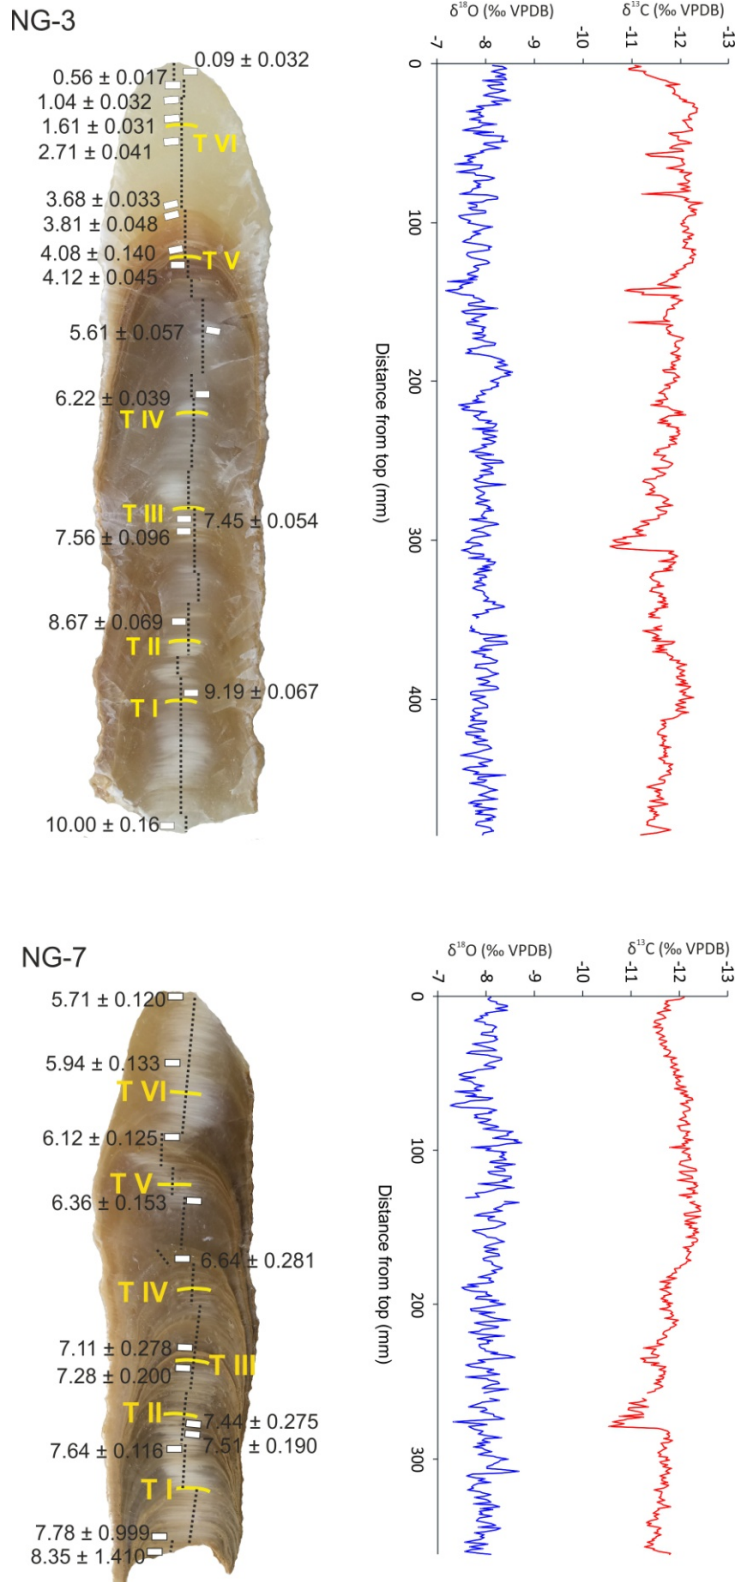 NG-3
0.09 ± 0.032
0.56 ± 0.017
1.04 ± 0.032
1.61 ± 0.031
T VI
2.71 ± 0.041
3.68 ± 0.033
3.81 ± 0.048
4.08 ± 0.140
T V
4.12 ± 0.045
5.61 ± 0.057
6.22 ± 0.039
T IV
T III
7.45 ± 0.054
7.56 ± 0.096
8.67 ± 0.069
T II
9.19 ± 0.067
T I
10.00 ± 0.16
δ¹⁸O (‰ VPDB)
-7 -8 -9
δ¹³C (‰ VPDB)
-10 -11 -12 -13
0
100
200
300
400
Distance from top (mm)
NG-7
5.71 ± 0.120
5.94 ± 0.133
T VI
6.12 ± 0.125
T V
6.36 ± 0.153
6.64 ± 0.281
T IV
7.11 ± 0.278
T III
7.28 ± 0.200
T II
7.44 ± 0.275
7.51 ± 0.190
7.64 ± 0.116
T I
7.78 ± 0.999
8.35 ± 1.410
δ¹⁸O (‰ VPDB)
-7 -8 -9
δ¹³C (‰ VPDB)
-10 -11 -12 -13
0
100
200
300
Distance from top (mm)